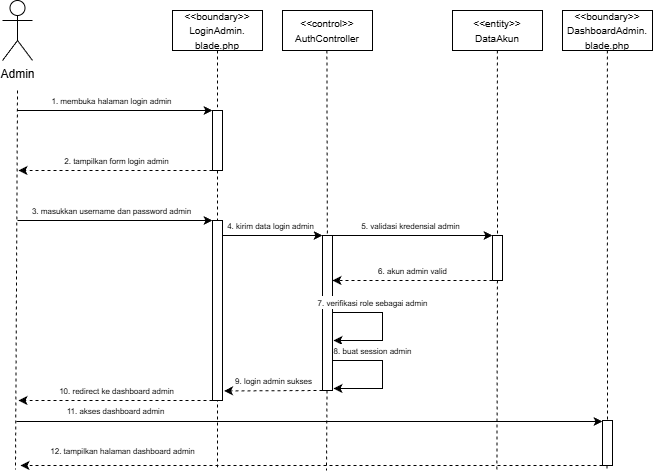 <<boundary>>
LoginAdmin.
blade.php
<<control>>
AuthController
<<entity>>
DataAkun
<<boundary>>
DashboardAdmin.
blade.php
Admin
1. membuka halaman login admin
2. tampilkan form login admin
3. masukkan username dan password admin
4. kirim data login admin
5. validasi kredensial admin
6. akun admin valid
7. verifikasi role sebagai admin
8. buat session admin
9. login admin sukses
10. redirect ke dashboard admin
11. akses dashboard admin
12. tampilkan halaman dashboard admin